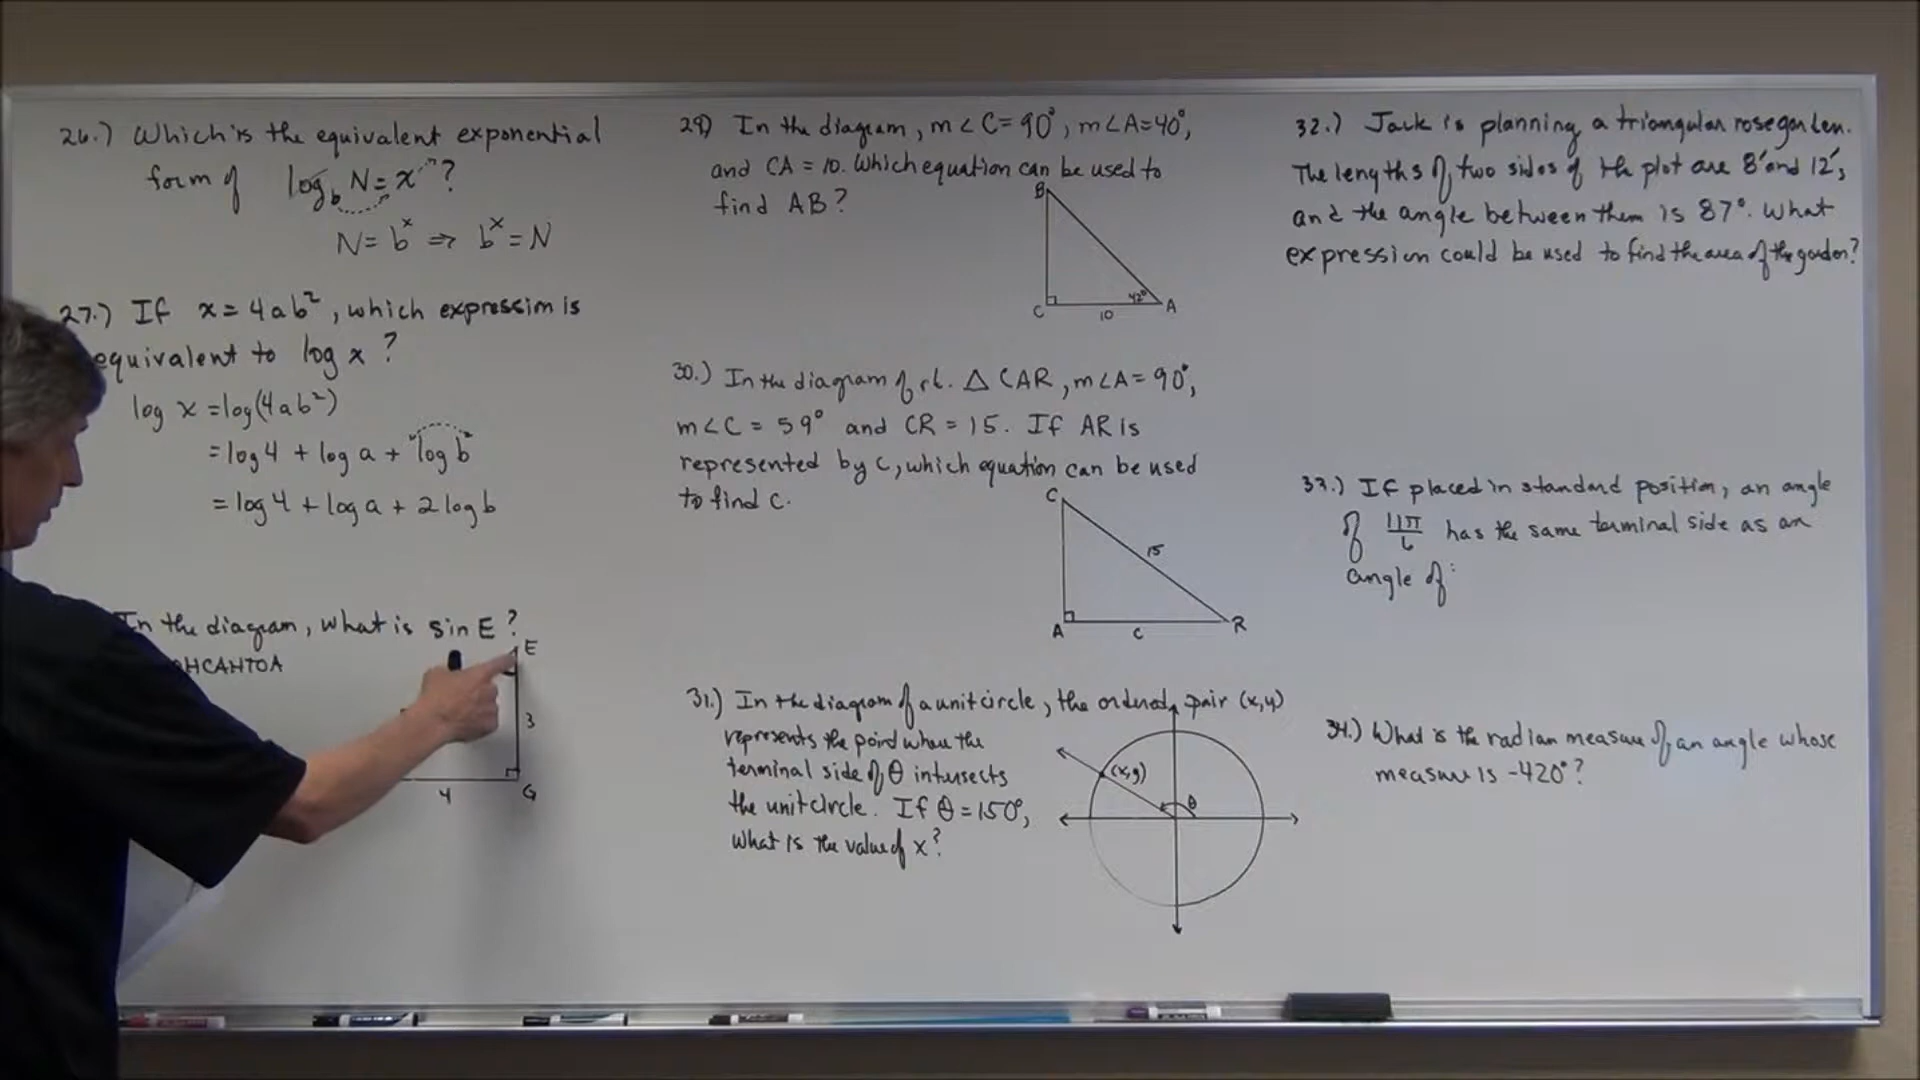 26.) Which is the equivalent exponential
form of log_b N = x ?
N = b^x ⇒ b^x = N
27.) If x = 4ab², which expression is
equivalent to log x ?
log x = log(4ab²)
= log 4 + log a + log b
= log 4 + log a + 2 log b
In the diagram, what is sin E ?
OHCAHTOA
E
3
4
G
29) In the diagram, m∠C = 90°, m∠A = 40°,
and CA = 10. Which equation can be used to
find AB ?
B
C
42°
A
10
30.) In the diagram of rt. △ CAR, m∠A = 90°,
m∠C = 59° and CR = 15. If AR is
represented by c, which equation can be used
to find c.
C
15
A
c
R
31.) In the diagram of a unit circle, the ordered pair (x,y)
represents the point where the
terminal side of θ intersects
the unit circle. If θ = 150°,
what is the value of x ?
(x,y)
θ
32.) Jack is planning a triangular rose garden.
The lengths of two sides of the plot are 8' and 12',
and the angle between them is 87°. What
expression could be used to find the area of the garden?
33.) If placed in standard position, an angle
of 11π/6 has the same terminal side as an
angle of:
34.) What is the radian measure of an angle whose
measure is -420° ?